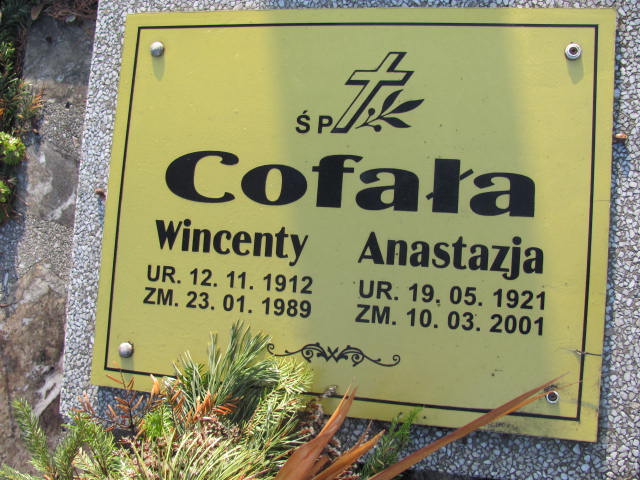 ŚP
Cofała
Wincenty Anastazja
UR. 12. 11. 1912 UR. 19. 05. 1921
ZM. 23. 01. 1989 ZM. 10. 03. 2001